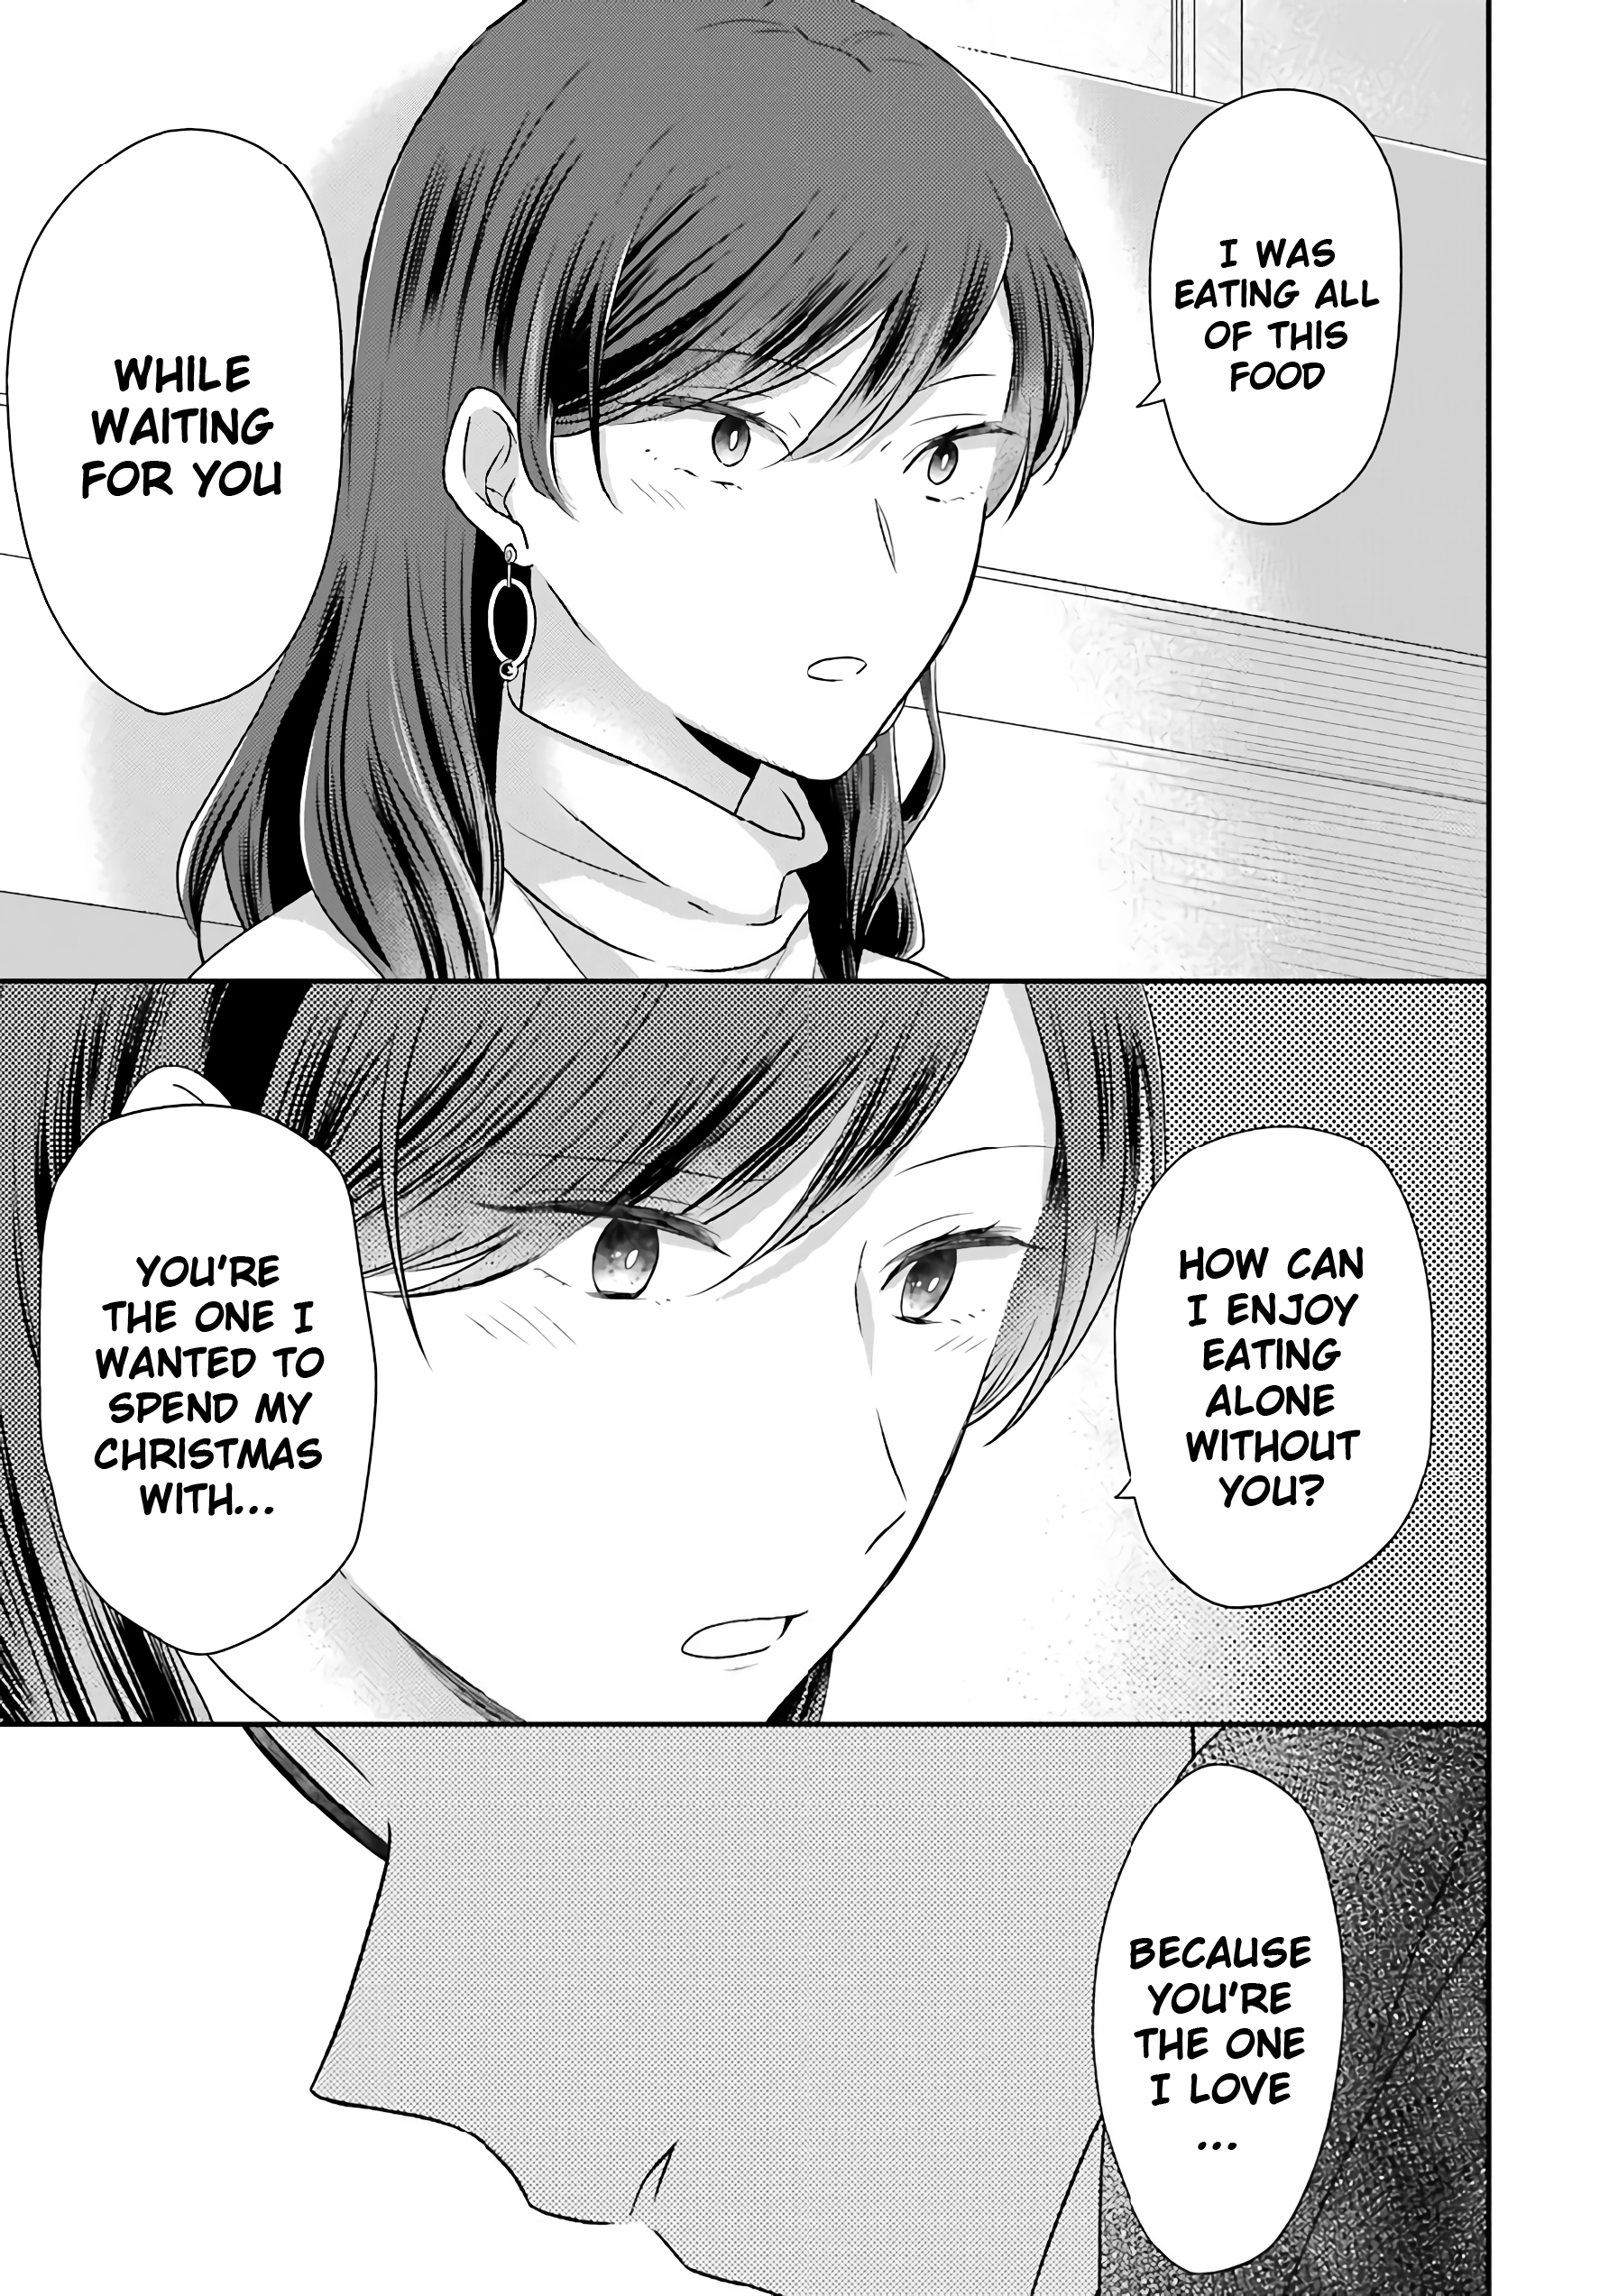 I WAS
EATING ALL
OF THIS
FOOD
WHILE
WAITING
FOR YOU
HOW CAN
I ENJOY
EATING
ALONE
WITHOUT
YOU?
YOU'RE
THE ONE I
WANTED TO
SPEND MY
CHRISTMAS
WITH...
BECAUSE
YOU'RE
THE ONE
I LOVE
...